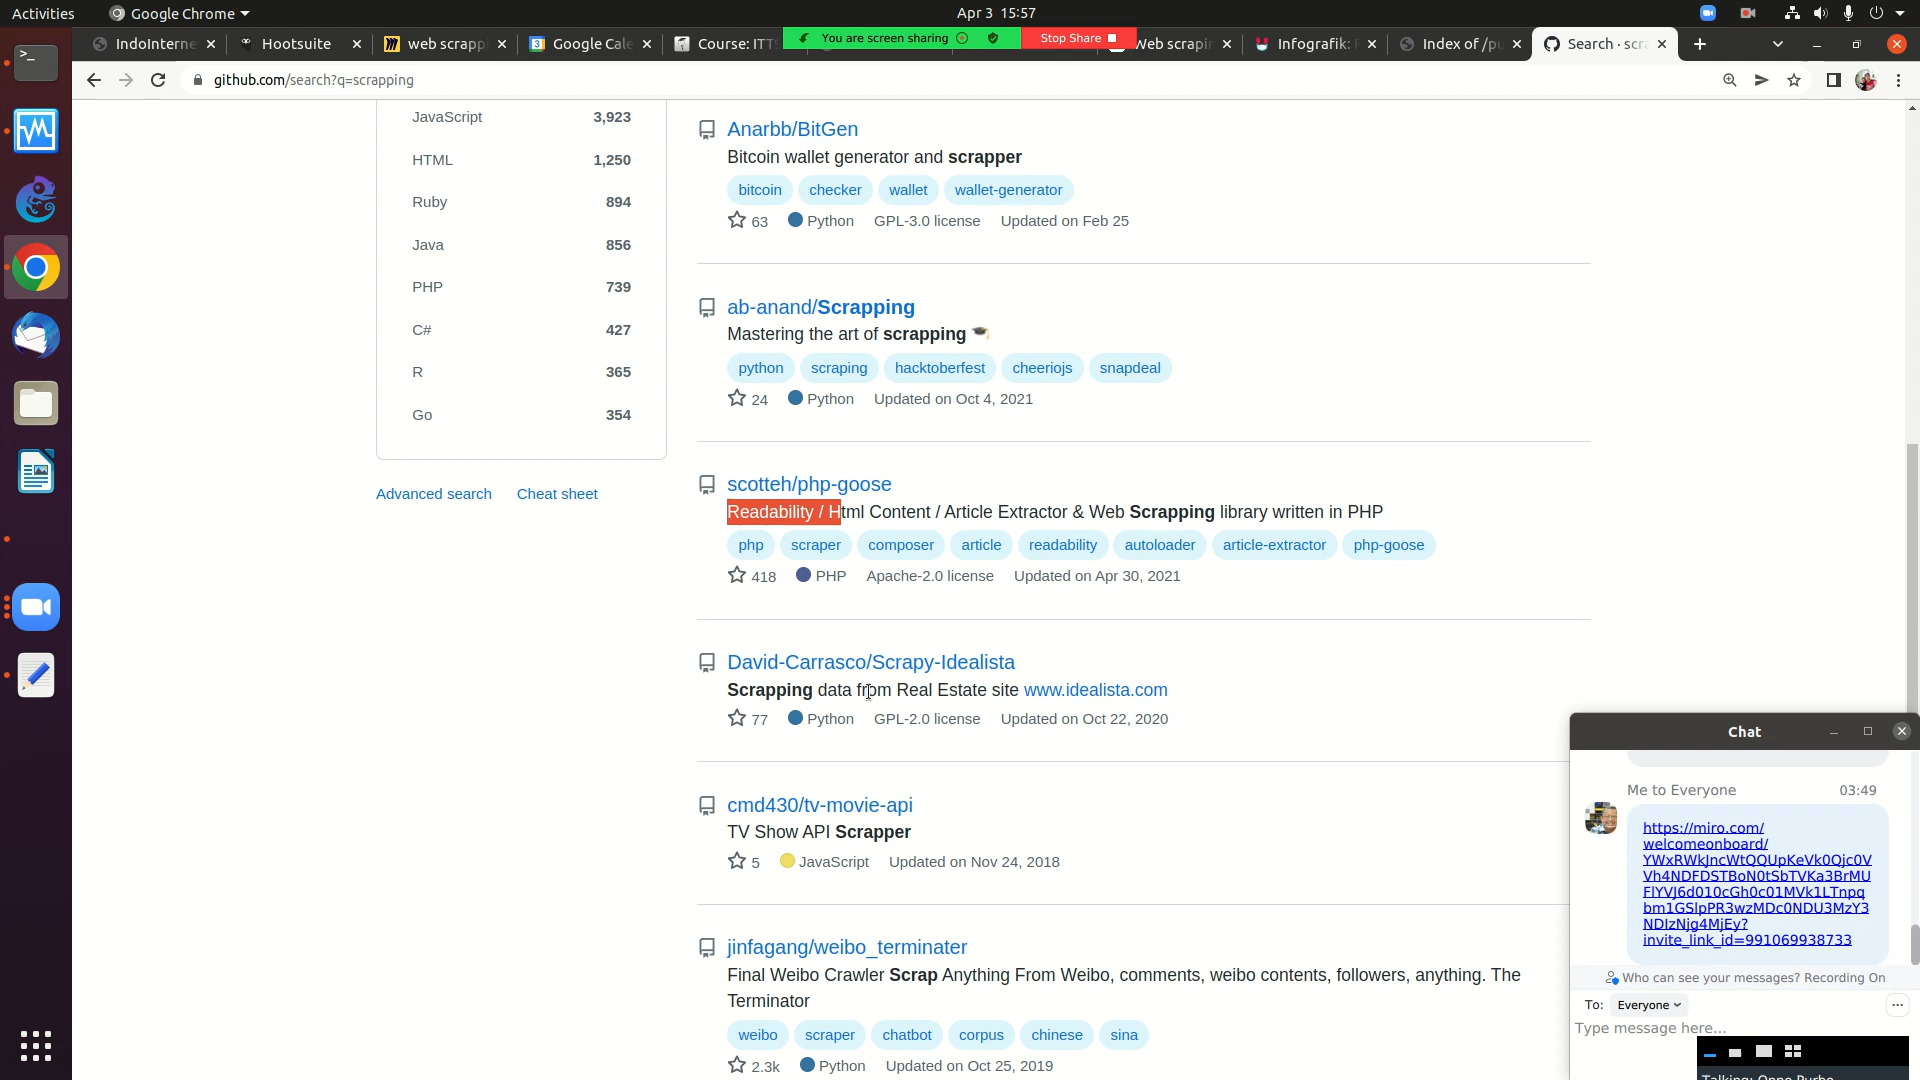 Activities
Google Chrome
Apr 3 15:57
IndoInterne
Hootsuite
web scrapp
Google Cale
Course: ITTS
You are screen sharing
Stop Share
Web scrapin
Infografik:
Index of /pu
Search · scra
github.com/search?q=scrapping
JavaScript 3,923
HTML 1,250
Ruby 894
Java 856
PHP 739
C# 427
R 365
Go 354
Advanced search Cheat sheet
Anarbb/BitGen
Bitcoin wallet generator and scrapper
bitcoin checker wallet wallet-generator
63 Python GPL-3.0 license Updated on Feb 25
ab-anand/Scrapping
Mastering the art of scrapping 🎓
python scraping hacktoberfest cheeriojs snapdeal
24 Python Updated on Oct 4, 2021
scotteh/php-goose
Readability / Html Content / Article Extractor & Web Scrapping library written in PHP
php scraper composer article readability autoloader article-extractor php-goose
418 PHP Apache-2.0 license Updated on Apr 30, 2021
David-Carrasco/Scrapy-Idealista
Scrapping data from Real Estate site www.idealista.com
77 Python GPL-2.0 license Updated on Oct 22, 2020
cmd430/tv-movie-api
TV Show API Scrapper
5 JavaScript Updated on Nov 24, 2018
jinfagang/weibo_terminater
Final Weibo Crawler Scrap Anything From Weibo, comments, weibo contents, followers, anything. The
Terminator
weibo scraper chatbot corpus chinese sina
2.3k Python Updated on Oct 25, 2019
Chat
Me to Everyone 03:49
https://miro.com/
welcomeonboard/
YWxRWkJncWtQQUpKeVk0Qjc0V
Vh4NDFDSTBoN0tSbTVKa3BrMU
FlYVJ6d010cGh0c01MVk1LTnpq
bm1GSlpPR3wzMDc0NDU3MzY3
NDIzNjg4MjEy?
invite_link_id=991069938733
Who can see your messages? Recording On
To: Everyone
Type message here...
Talking: Onno Purbo